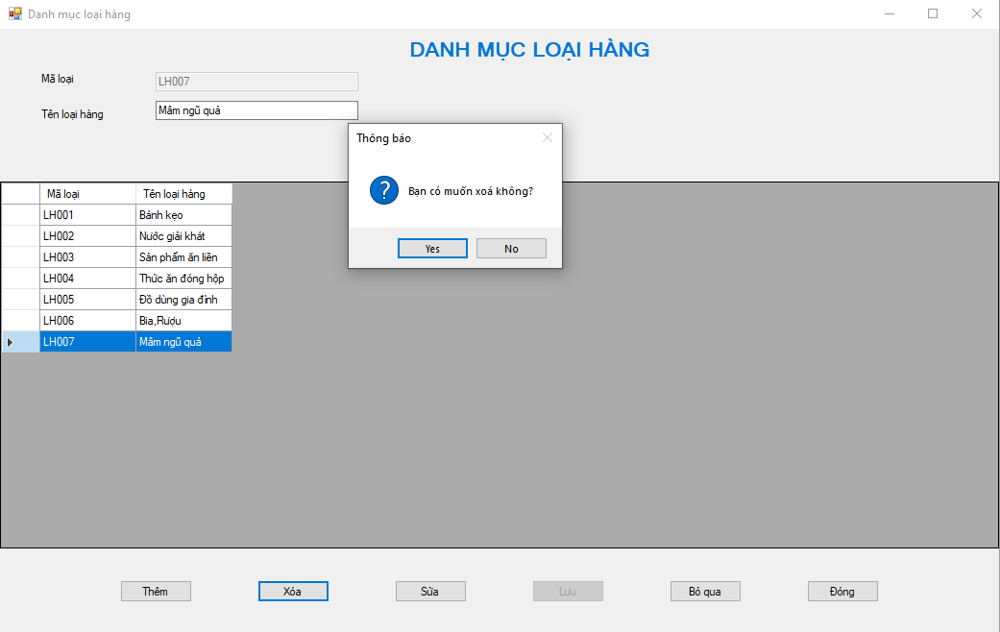 Danh mục loại hàng
DANH MỤC LOẠI HÀNG
Mã loại
LH007
Tên loại hàng
Mâm ngũ quả
Thông báo
Bạn có muốn xoá không?
Yes
No
Mã loại Tên loại hàng
LH001 Bánh kẹo
LH002 Nước giải khát
LH003 Sản phẩm ăn liền
LH004 Thức ăn đóng hộp
LH005 Đồ dùng gia đình
LH006 Bia,Rượu
LH007 Mâm ngũ quả
Thêm
Xóa
Sửa
Lưu
Bỏ qua
Đóng